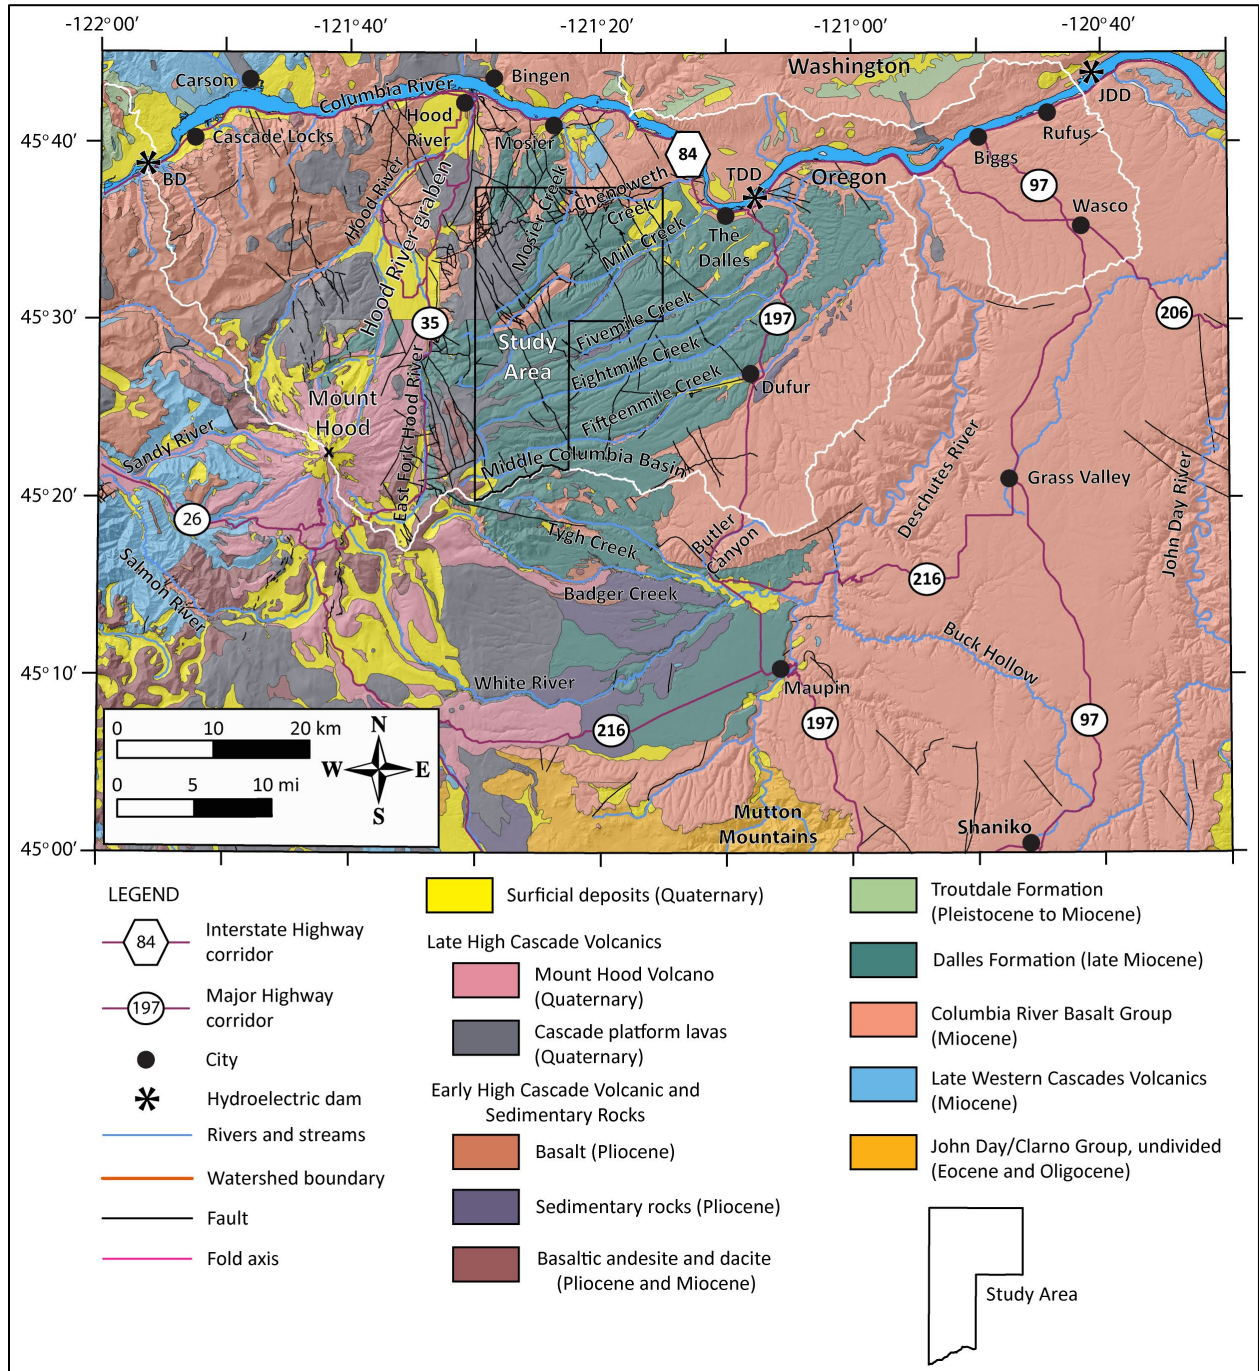 -122°00′
-121°40′
-121°20′
-121°00′
-120°40′
45°40′
45°30′
45°20′
45°10′
45°00′
Washington
Carson
Bingen
Columbia River
JDD
Cascade Locks
Hood
River
Mosier
Rufus
84
Biggs
BD
TDD
Oregon
97
Chenoweth
Creek
Hood River
Hood River graben
Mosier Creek
Wasco
Mill Creek
The
Dalles
35
197
206
Study
Area
Fivemile Creek
Eightmile Creek
Fifteenmile Creek
Dufur
Mount
Hood
East Fork Hood River
Sandy River
Middle Columbia Basin
Deschutes River
Grass Valley
John Day River
26
Butler
Canyon
Tygh Creek
Salmon River
216
Badger Creek
Buck Hollow
White River
Maupin
216
197
97
0
10
20 km
0
5
10 mi
N
W
E
S
Mutton
Mountains
Shaniko
LEGEND
84
Interstate Highway
corridor
197
Major Highway
corridor
City
Hydroelectric dam
Rivers and streams
Watershed boundary
Fault
Fold axis
Surficial deposits (Quaternary)
Late High Cascade Volcanics
Mount Hood Volcano
(Quaternary)
Cascade platform lavas
(Quaternary)
Early High Cascade Volcanic and
Sedimentary Rocks
Basalt (Pliocene)
Sedimentary rocks (Pliocene)
Basaltic andesite and dacite
(Pliocene and Miocene)
Troutdale Formation
(Pleistocene to Miocene)
Dalles Formation (late Miocene)
Columbia River Basalt Group
(Miocene)
Late Western Cascades Volcanics
(Miocene)
John Day/Clarno Group, undivided
(Eocene and Oligocene)
Study Area